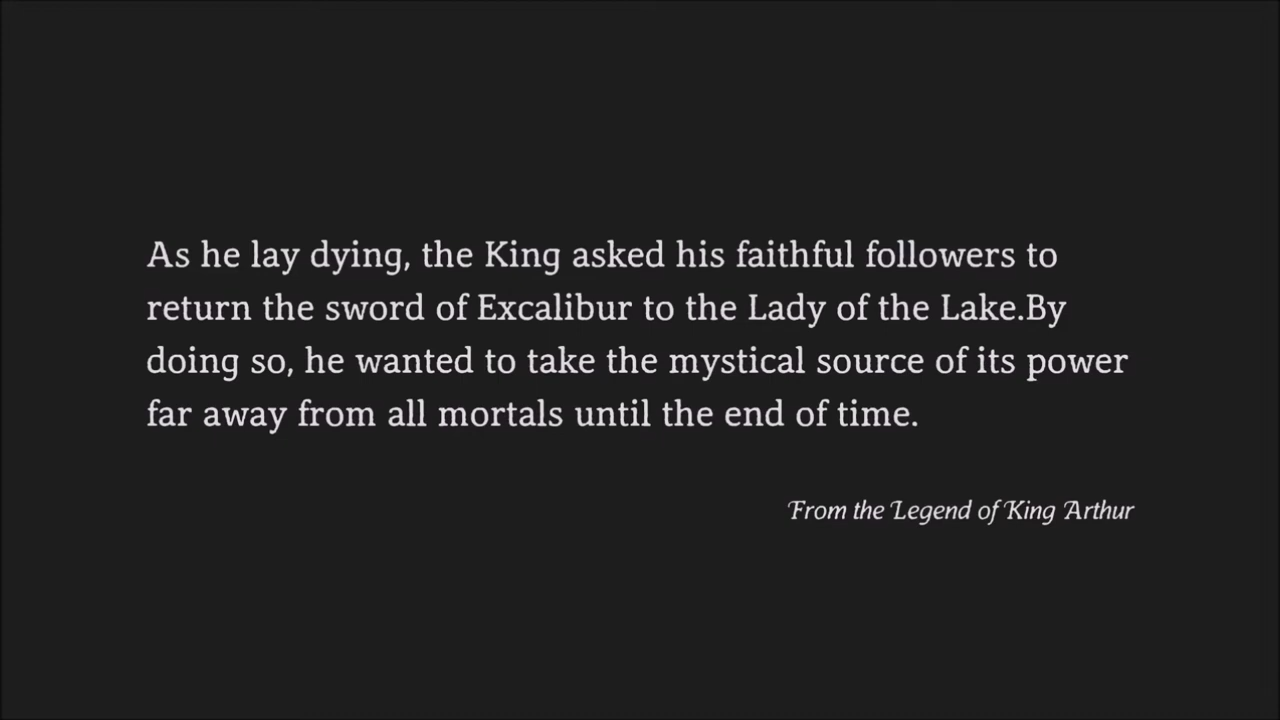 As he lay dying, the King asked his faithful followers to
return the sword of Excalibur to the Lady of the Lake.By
doing so, he wanted to take the mystical source of its power
far away from all mortals until the end of time.
From the Legend of King Arthur